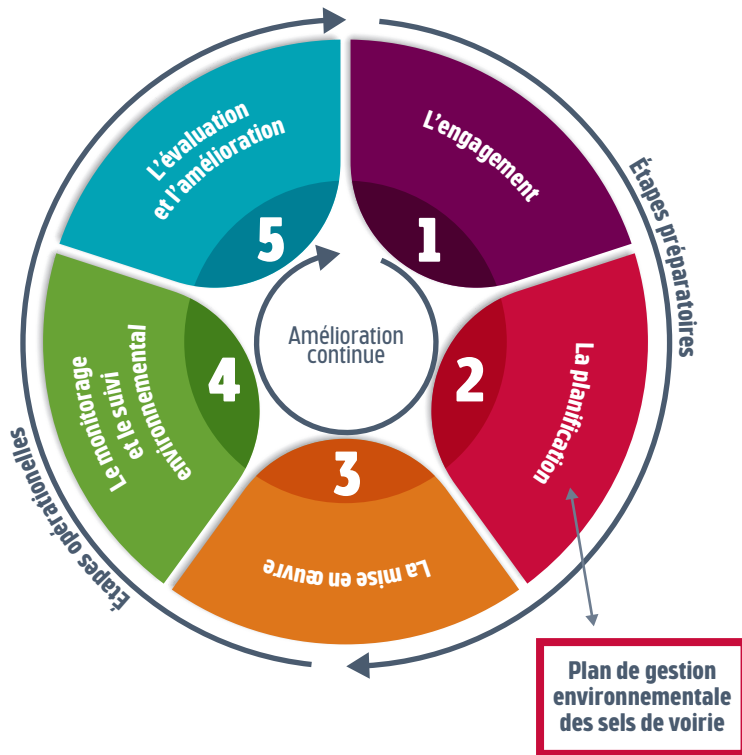 L'engagement
1
Étapes préparatoires
La planification
2
Plan de gestion
environnementale
des sels de voirie
La mise en œuvre
3
Étapes opérationelles
Le monitorage
et le suivi
environnemental
4
L'évaluation
et l'amélioration
5
Amélioration
continue